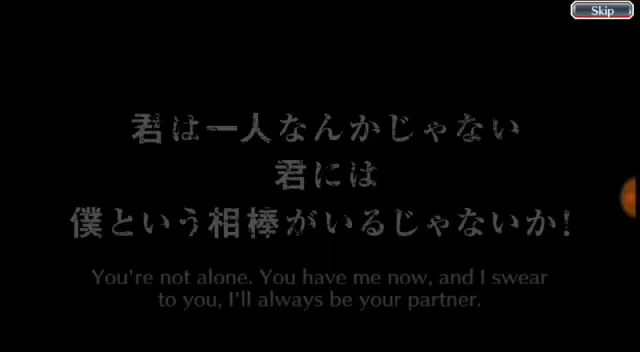 Skip
君は一人なんかじゃない
君には
僕という相棒がいるじゃないか！
You're not alone. You have me now, and I swear
to you, I'll always be your partner.